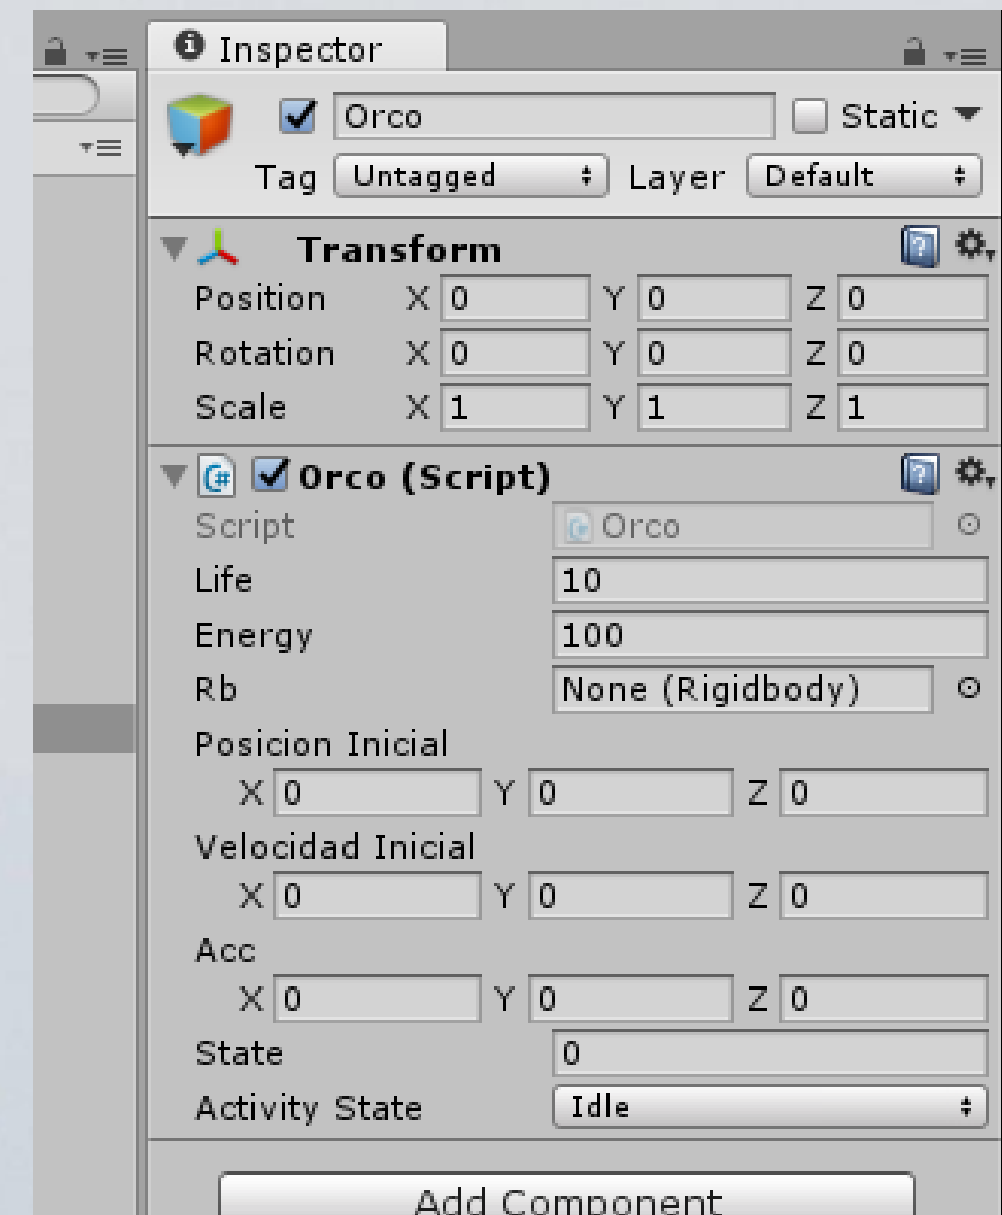 Inspector
Orco Static
Tag Untagged Layer Default
Transform
Position X 0 Y 0 Z 0
Rotation X 0 Y 0 Z 0
Scale X 1 Y 1 Z 1
Orco (Script)
Script Orco
Life 10
Energy 100
Rb None (Rigidbody)
Posicion Inicial
X 0 Y 0 Z 0
Velocidad Inicial
X 0 Y 0 Z 0
Acc
X 0 Y 0 Z 0
State 0
Activity State Idle
Add Component